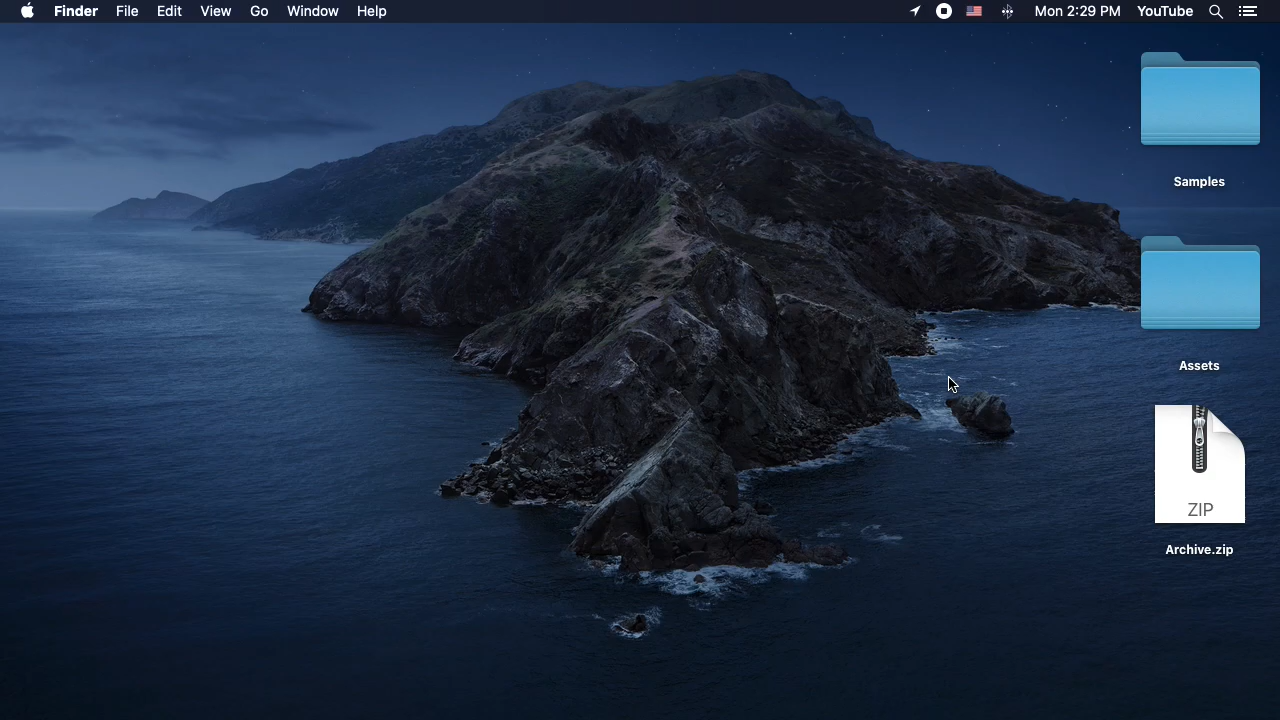 Finder File Edit View Go Window Help Mon 2:29 PM YouTube
Samples
Assets
ZIP
Archive.zip